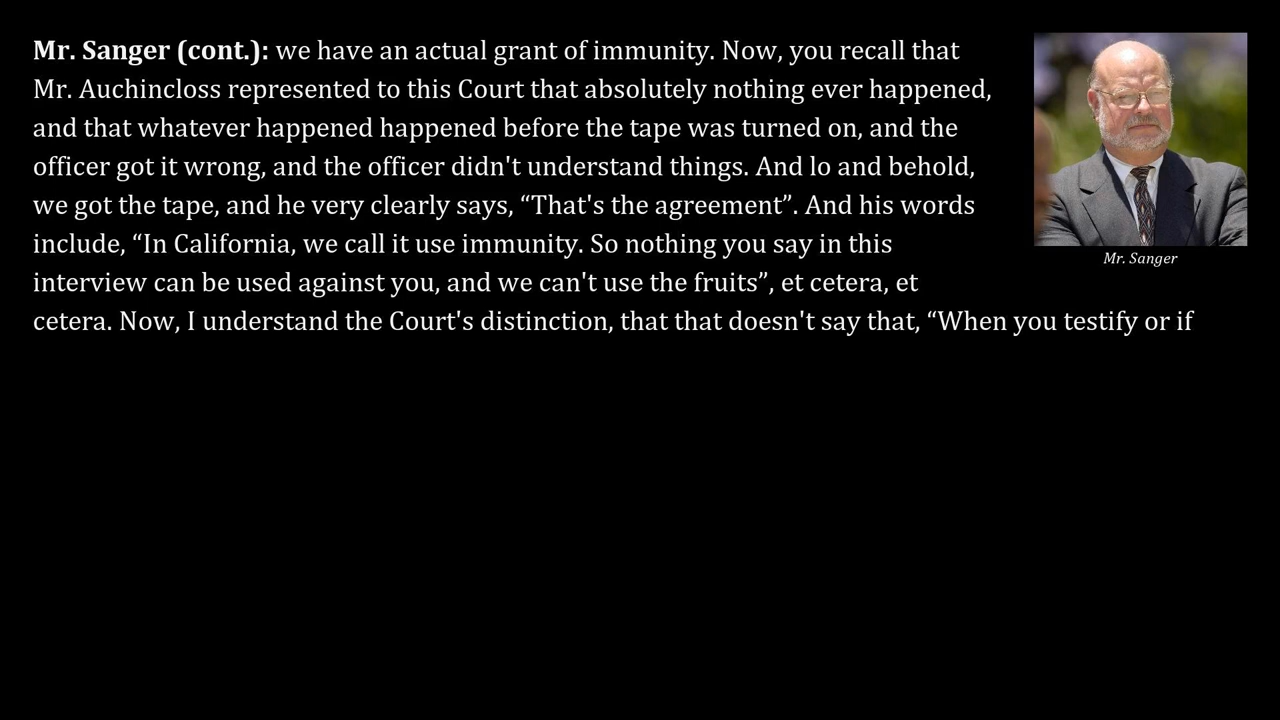 Mr. Sanger (cont.): we have an actual grant of immunity. Now, you recall that
Mr. Auchincloss represented to this Court that absolutely nothing ever happened,
and that whatever happened happened before the tape was turned on, and the
officer got it wrong, and the officer didn't understand things. And lo and behold,
we got the tape, and he very clearly says, “That's the agreement”. And his words
include, “In California, we call it use immunity. So nothing you say in this
interview can be used against you, and we can't use the fruits”, et cetera, et
cetera. Now, I understand the Court's distinction, that that doesn't say that, “When you testify or if
Mr. Sanger